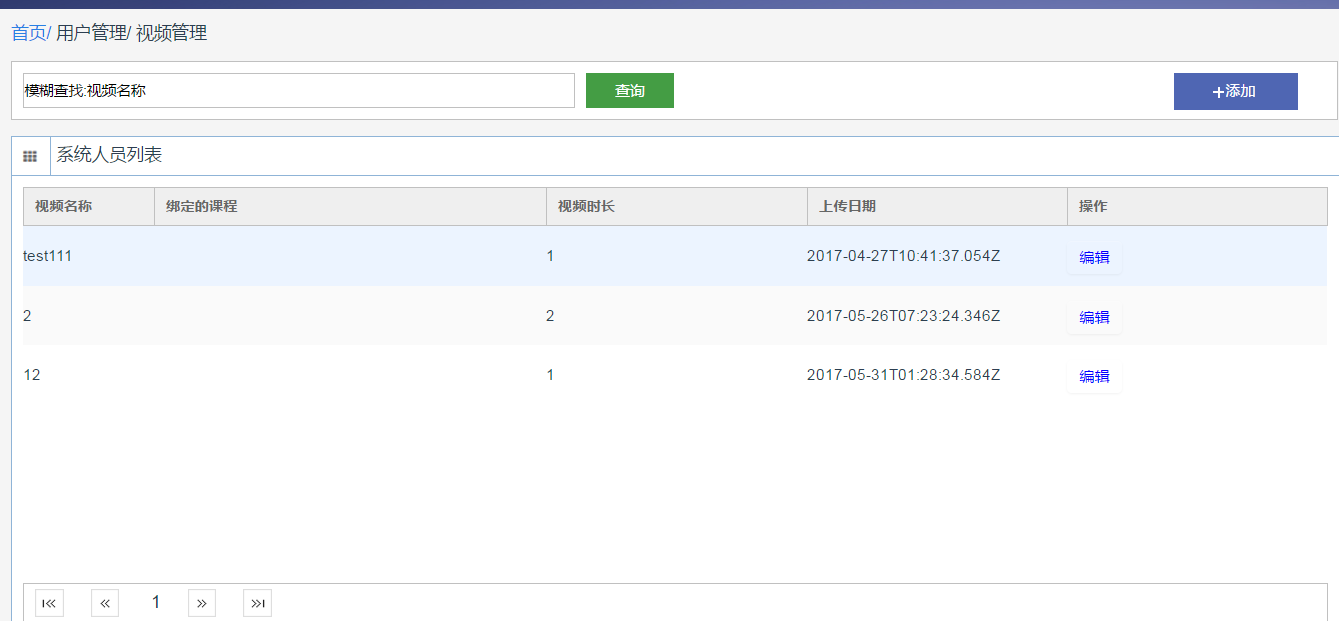 首页/ 用户管理/ 视频管理
模糊查找:视频名称 查询 +添加
系统人员列表
视频名称 绑定的课程 视频时长 上传日期 操作
test111 1 2017-04-27T10:41:37.054Z 编辑
2 2 2017-05-26T07:23:24.346Z 编辑
12 1 2017-05-31T01:28:34.584Z 编辑
1